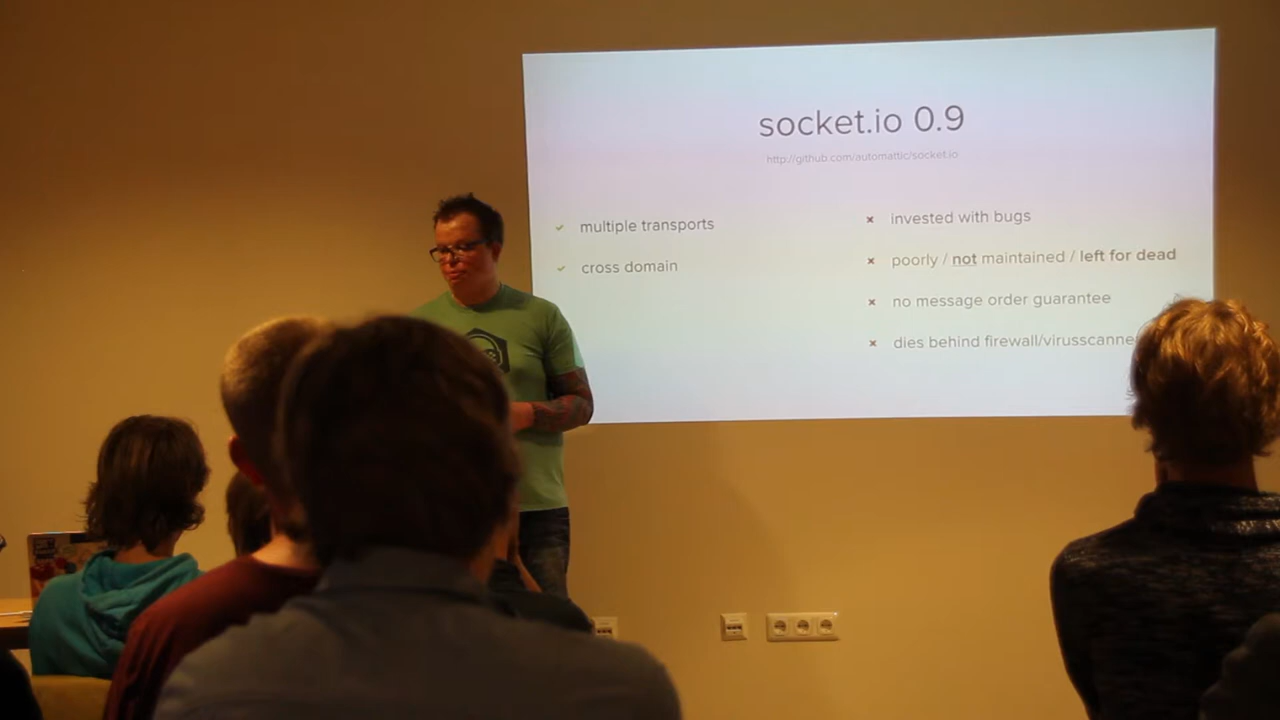 socket.io 0.9
http://github.com/automattic/socket.io
multiple transports
cross domain
invested with bugs
poorly / not maintained / left for dead
no message order guarantee
dies behind firewall/virusscanne